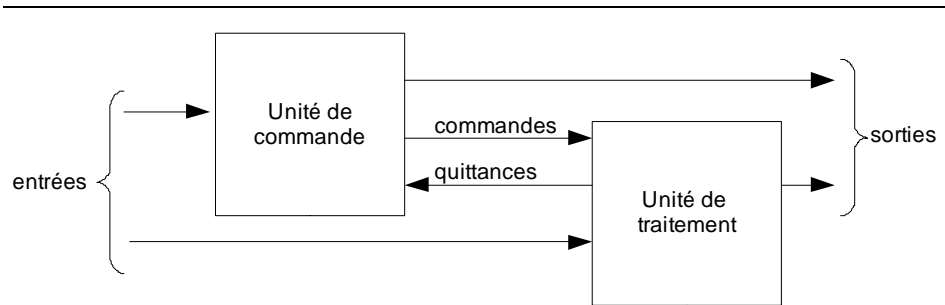 entrées
Unité de
commande
commandes
quittances
Unité de
traitement
sorties